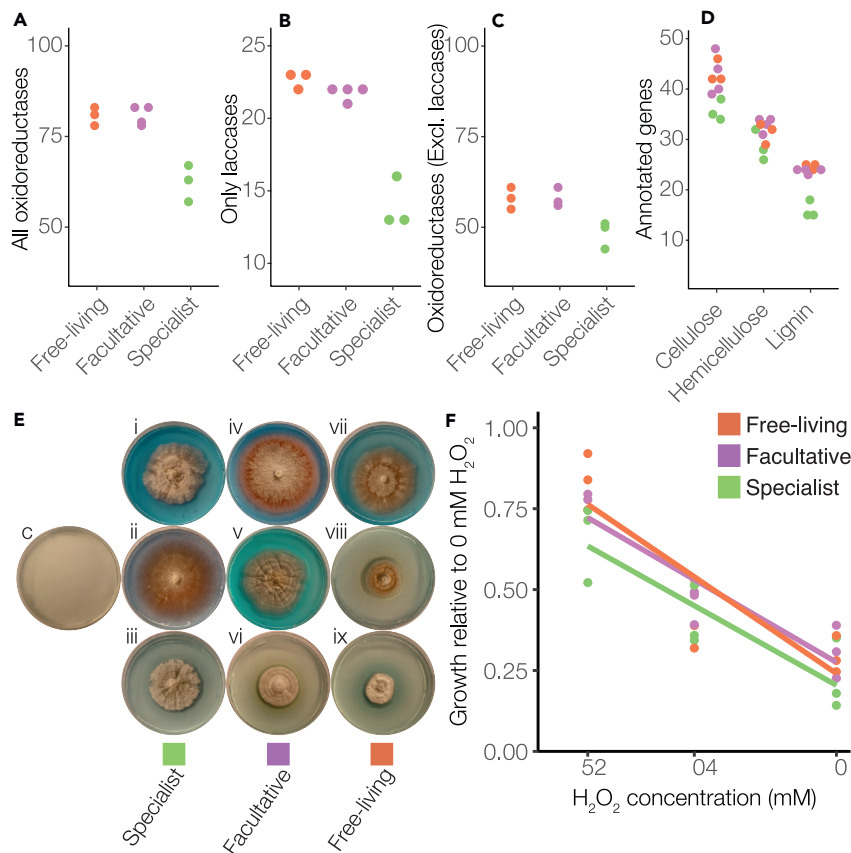 A
B
C
D
100
75
50
All oxidoreductases
Free-living
Facultative
Specialist
25
20
15
10
Only laccases
Free-living
Facultative
Specialist
100
75
50
Oxidoreductases (Excl. laccases)
Free-living
Facultative
Specialist
50
40
30
20
10
Annotated genes
Cellulose
Hemicellulose
Lignin
E
i
iv
vii
c
ii
v
viii
iii
vi
ix
Specialist
Facultative
Free-living
F
Free-living
Facultative
Specialist
1.00
0.75
0.50
0.25
0.00
Growth relative to 0 mM H₂O₂
52
04
0
H₂O₂ concentration (mM)